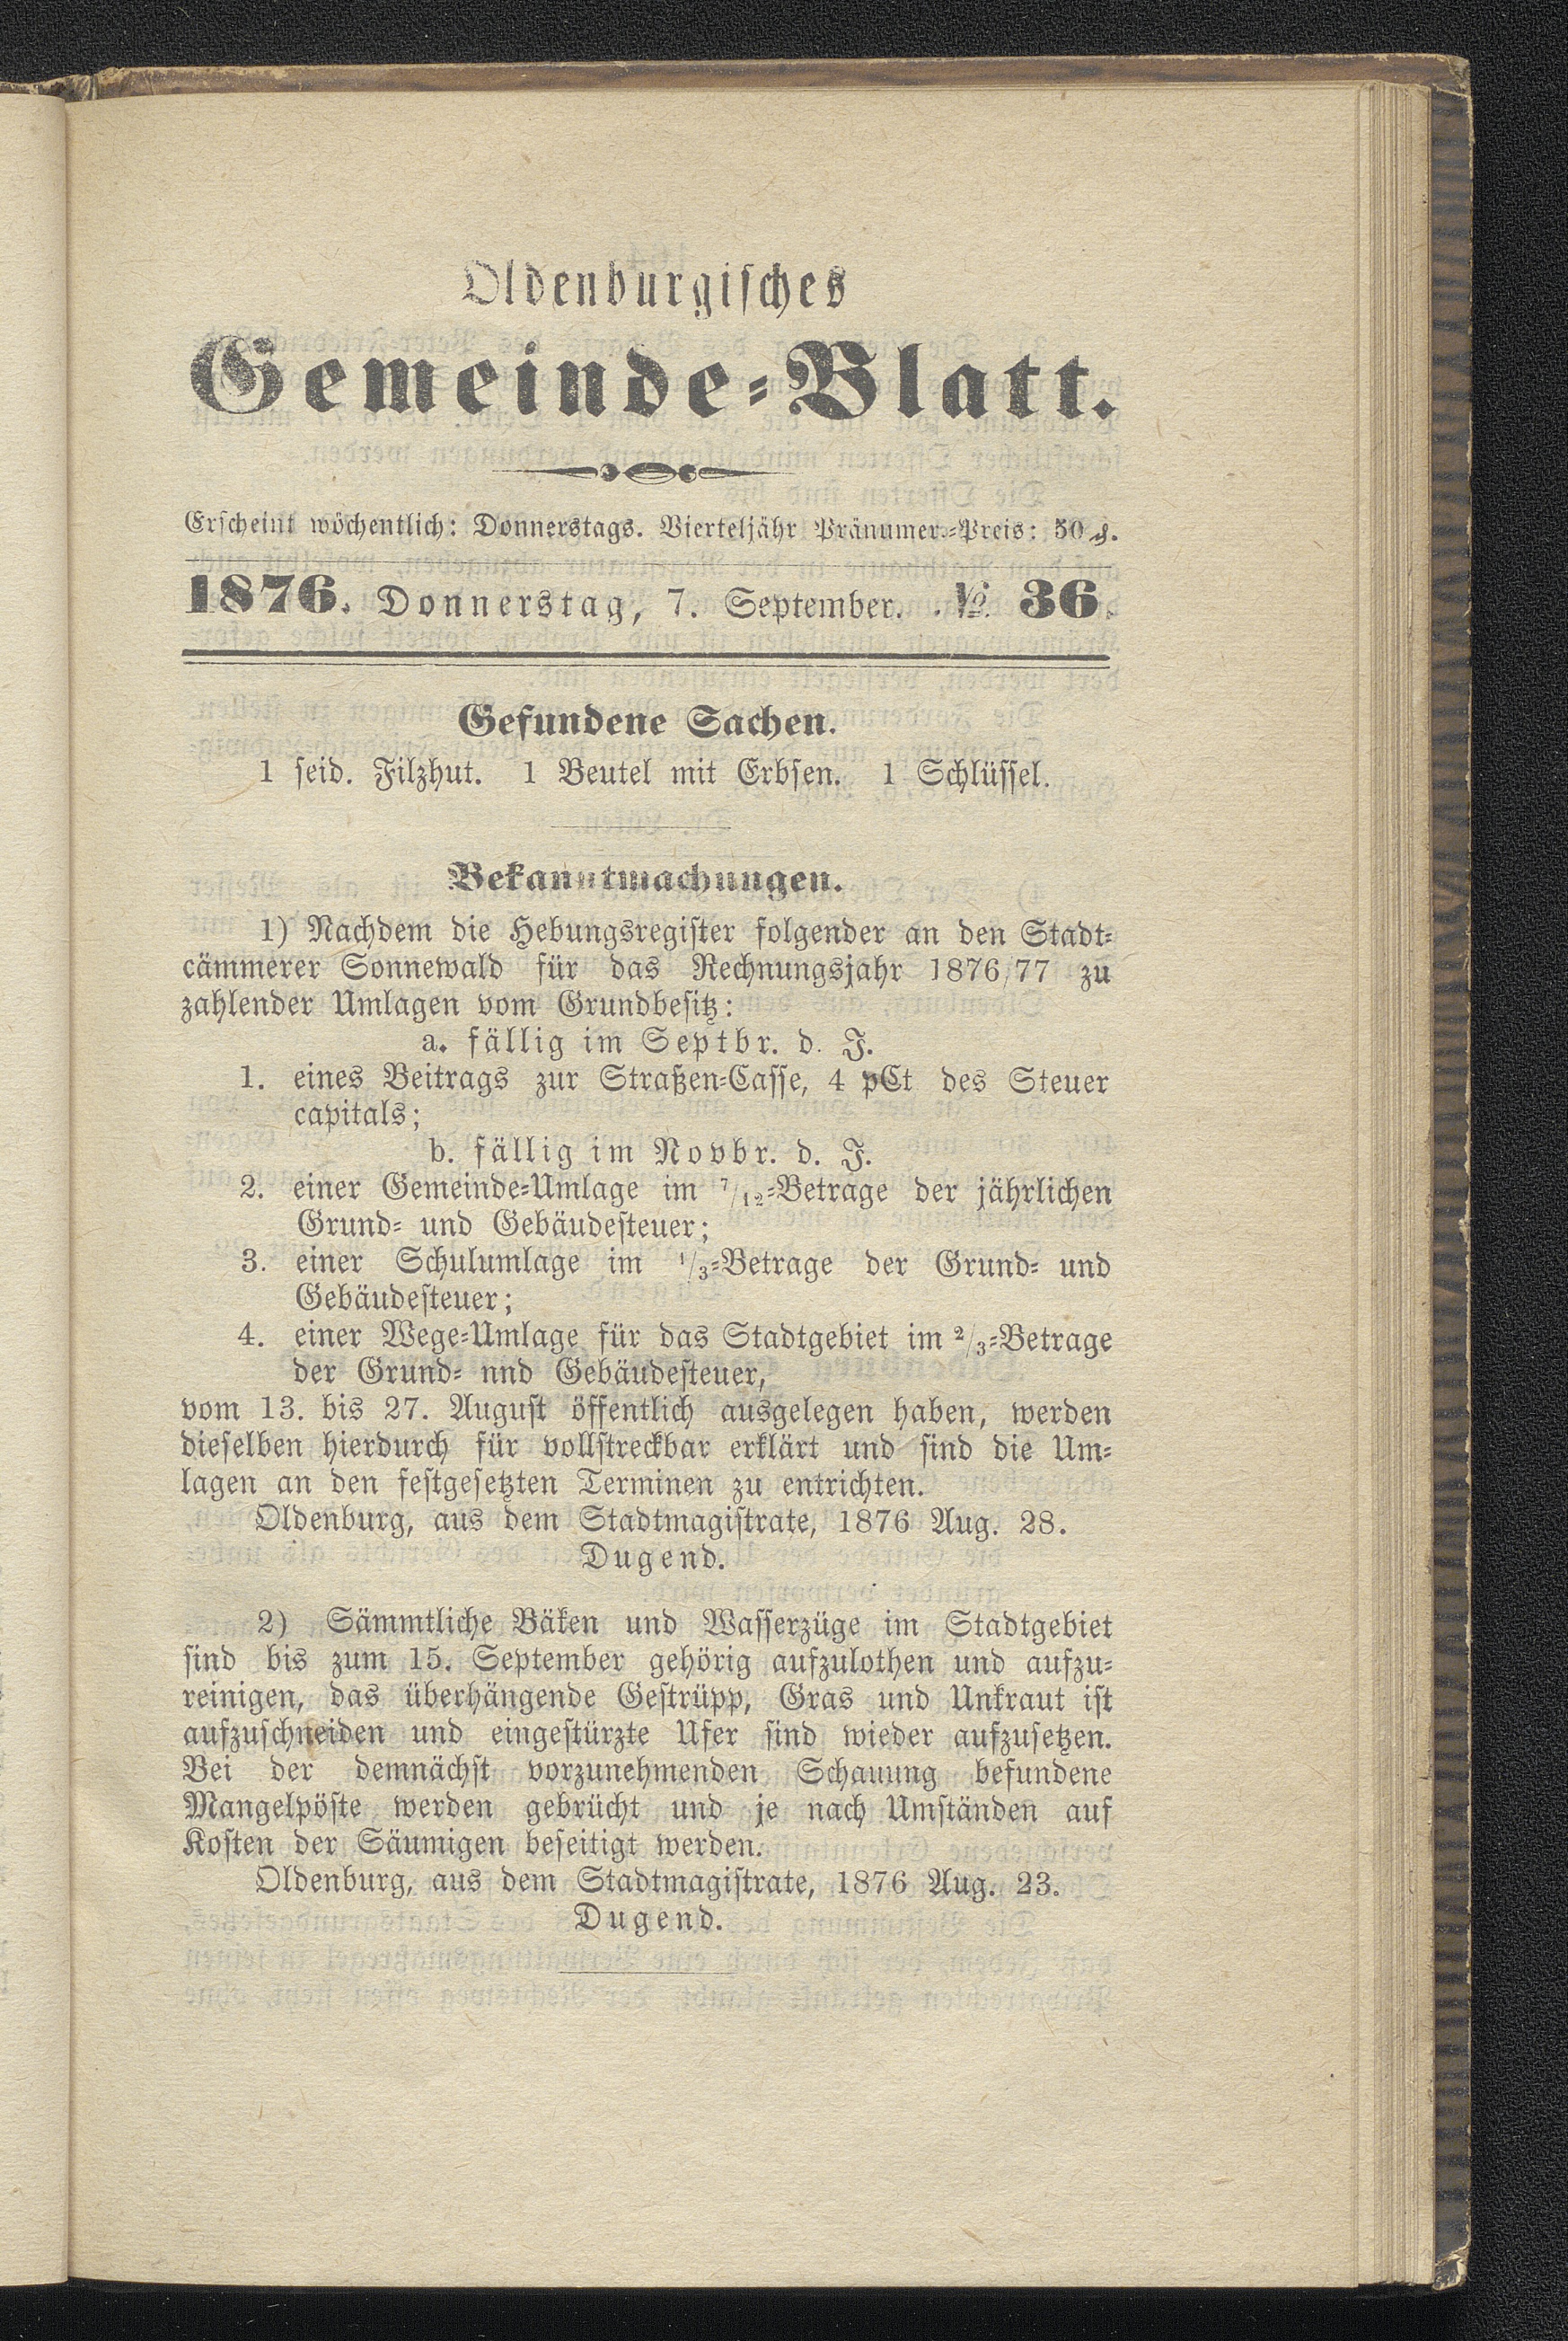 Oldenburgisches
Gemeinde-Blatt.
Erscheint wöchentlich: Donnerstags. Vierteljähr Pränumer.-Preis: 50 ₰.
1876. Donnerstag, 7. September. № 36.
Gefundene Sachen.
1 seid. Filzhut. 1 Beutel mit Erbsen. 1 Schlüssel.
Bekanntmachungen.
1) Nachdem die Hebungsregister folgender an den Stadt-
cämmerer Sonnewald für das Rechnungsjahr 1876/77 zu
zahlender Umlagen vom Grundbesitz:
a. fällig im Septbr. d. J.
1. eines Beitrags zur Straßen-Casse, 4 pCt des Steuer
capitals;
b. fällig im Novbr. d. J.
2. einer Gemeinde-Umlage im 7/12-Betrage der jährlichen
Grund- und Gebäudesteuer;
3. einer Schulumlage im 1/3-Betrage der Grund- und
Gebäudesteuer;
4. einer Wege-Umlage für das Stadtgebiet im 2/3-Betrage
der Grund- nnd Gebäudesteuer,
vom 13. bis 27. August öffentlich ausgelegen haben, werden
dieselben hierdurch für vollstreckbar erklärt und sind die Um-
lagen an den festgesetzten Terminen zu entrichten.
Oldenburg, aus dem Stadtmagistrate, 1876 Aug. 28.
Dugend.
2) Sämmtliche Bäken und Wasserzüge im Stadtgebiet
sind bis zum 15. September gehörig aufzulothen und aufzu-
reinigen, das überhängende Gestrüpp, Gras und Unkraut ist
aufzuschneiden und eingestürzte Ufer sind wieder aufzusetzen.
Bei der demnächst vorzunehmenden Schauung befundene
Mangelpöste werden gebrücht und je nach Umständen auf
Kosten der Säumigen beseitigt werden.
Oldenburg, aus dem Stadtmagistrate, 1876 Aug. 23.
Dugend.